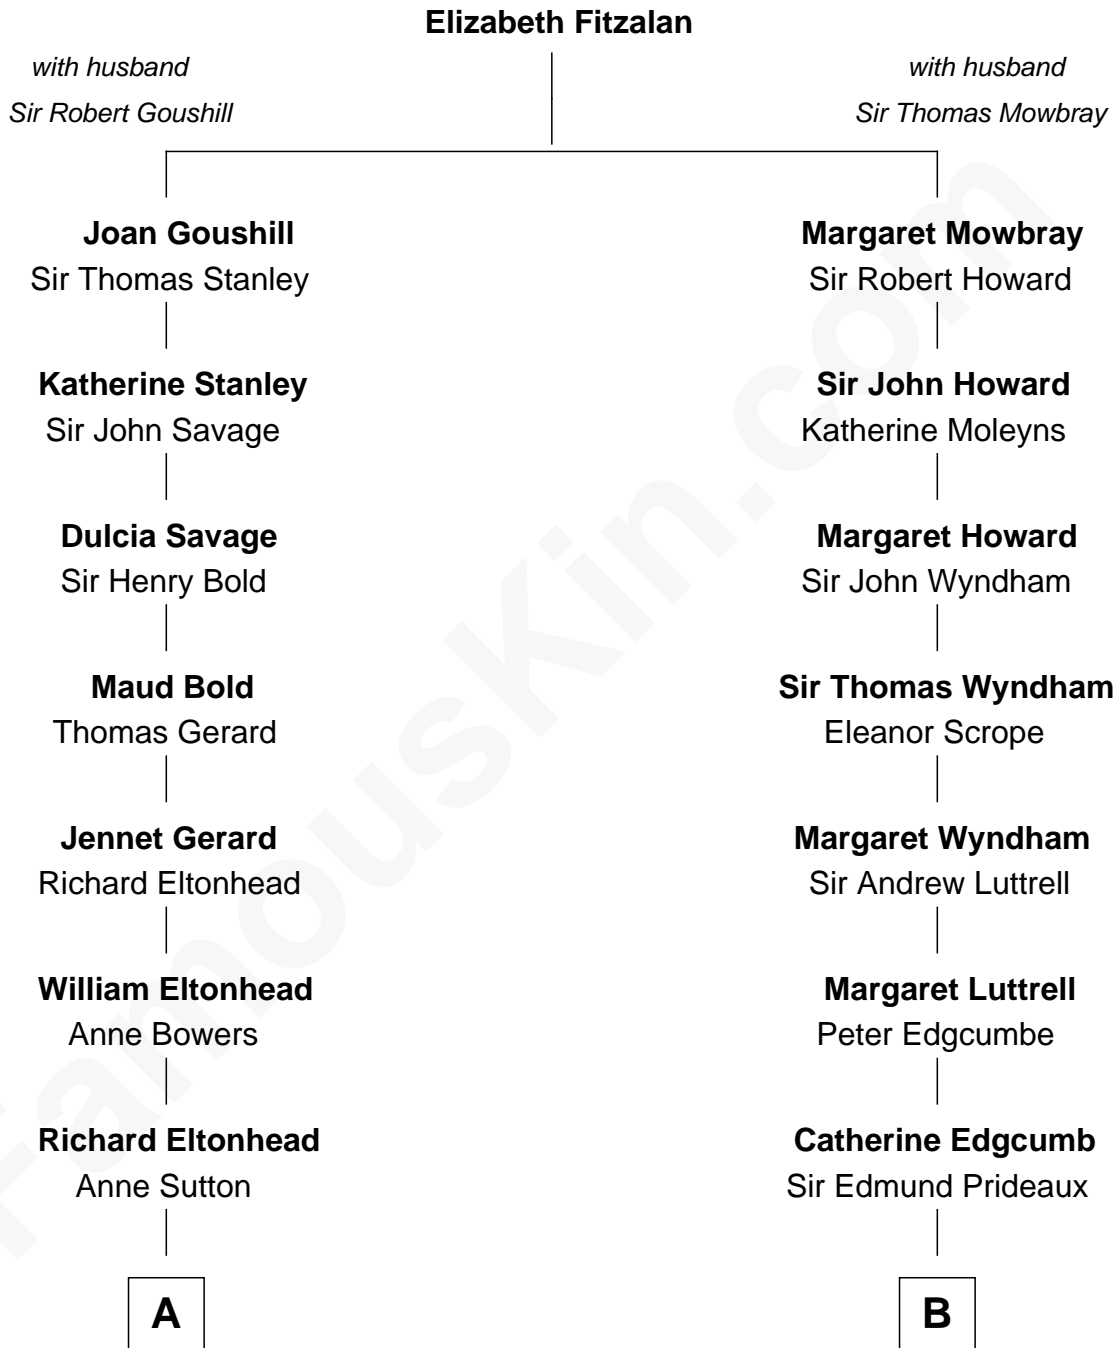 Elizabeth Fitzalan
with husband
Sir Robert Goushill
with husband
Sir Thomas Mowbray
Joan Goushill
Sir Thomas Stanley
Margaret Mowbray
Sir Robert Howard
Katherine Stanley
Sir John Savage
Sir John Howard
Katherine Moleyns
Dulcia Savage
Sir Henry Bold
Margaret Howard
Sir John Wyndham
Maud Bold
Thomas Gerard
Sir Thomas Wyndham
Eleanor Scrope
Jennet Gerard
Richard Eltonhead
Margaret Wyndham
Sir Andrew Luttrell
William Eltonhead
Anne Bowers
Margaret Luttrell
Peter Edgcumbe
Richard Eltonhead
Anne Sutton
Catherine Edgcumb
Sir Edmund Prideaux
A
B
FamousKin.com